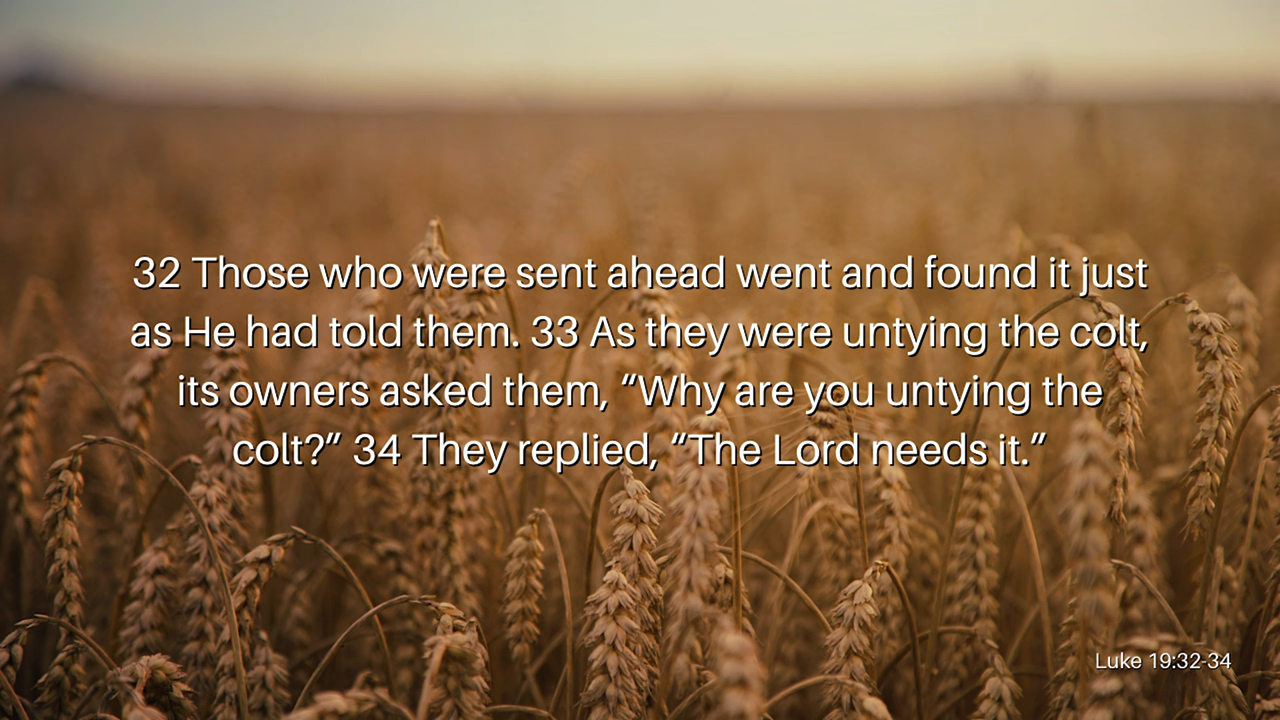 32 Those who were sent ahead went and found it just
as He had told them. 33 As they were untying the colt,
its owners asked them, “Why are you untying the
colt?” 34 They replied, “The Lord needs it.”
Luke 19:32-34